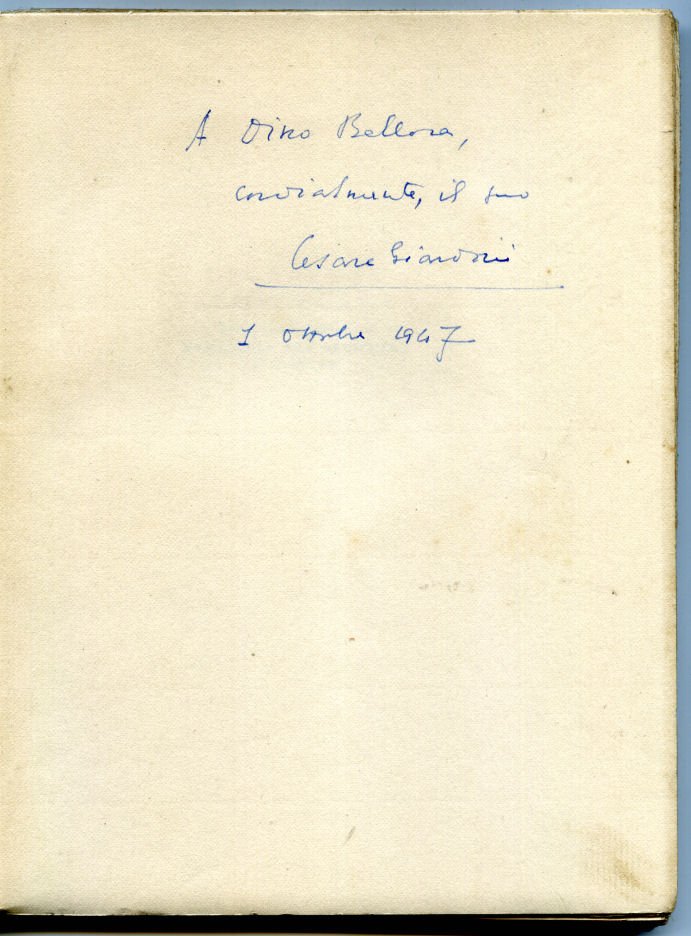 A Dino Bellora,
cordialmente, il suo
Cesare Giardini
1 ottobre 1947